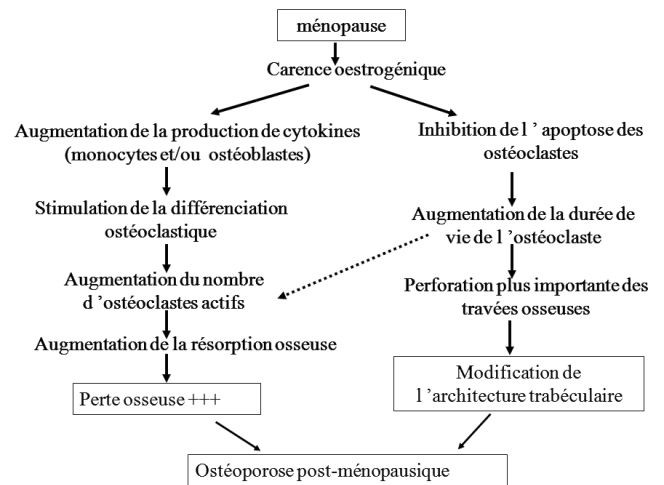 ménopause
Carence oestrogénique
Augmentation de la production de cytokines
(monocytes et/ou ostéoblastes)
Inhibition de l ’ apoptose des
ostéoclastes
Stimulation de la différenciation
ostéoclastique
Augmentation de la durée de
vie de l ’ostéoclaste
Augmentation du nombre
d ’ostéoclastes actifs
Perforation plus importante des
travées osseuses
Augmentation de la résorption osseuse
Modification de
l ’architecture trabéculaire
Perte osseuse +++
Ostéoporose post-ménopausique